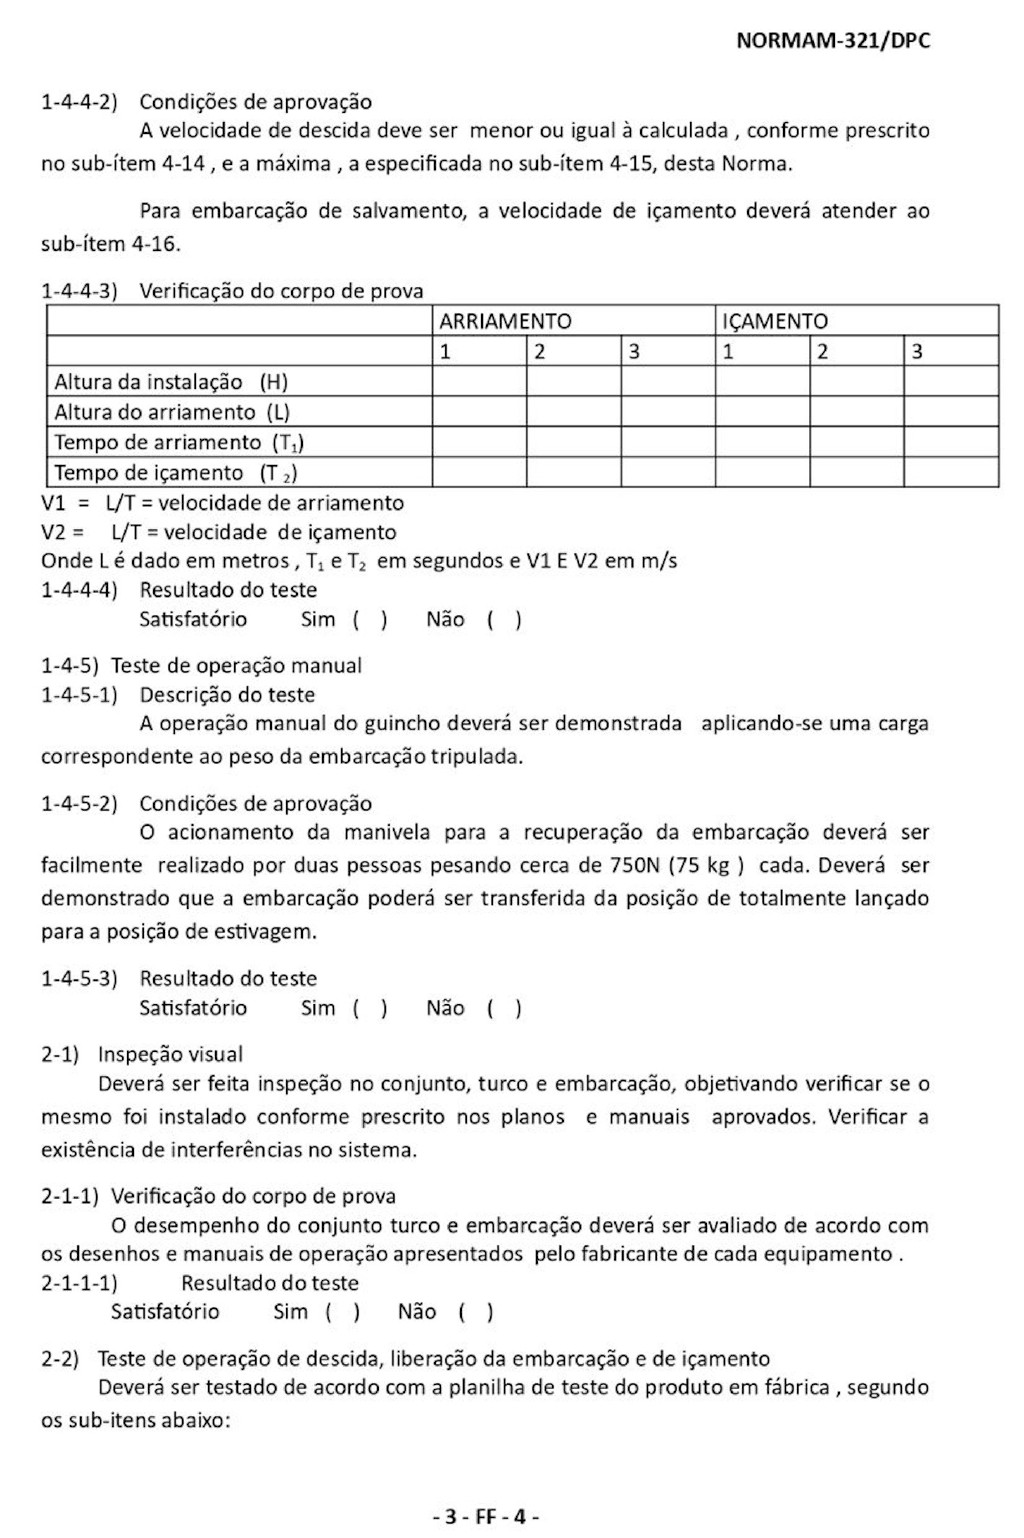 NORMAM-321/DPC
1-4-4-2) Condições de aprovação
A velocidade de descida deve ser menor ou igual à calculada , conforme prescrito
no sub-ítem 4-14 , e a máxima , a especificada no sub-ítem 4-15, desta Norma.
Para embarcação de salvamento, a velocidade de içamento deverá atender ao
sub-ítem 4-16.
1-4-4-3) Verificação do corpo de prova
ARRIAMENTO IÇAMENTO
1 2 3 1 2 3
Altura da instalação (H)
Altura do arriamento (L)
Tempo de arriamento (T₁)
Tempo de içamento (T ₂)
V1 = L/T = velocidade de arriamento
V2 = L/T = velocidade de içamento
Onde L é dado em metros , T₁ e T₂ em segundos e V1 E V2 em m/s
1-4-4-4) Resultado do teste
Satisfatório Sim ( ) Não ( )
1-4-5) Teste de operação manual
1-4-5-1) Descrição do teste
A operação manual do guincho deverá ser demonstrada aplicando-se uma carga
correspondente ao peso da embarcação tripulada.
1-4-5-2) Condições de aprovação
O acionamento da manivela para a recuperação da embarcação deverá ser
facilmente realizado por duas pessoas pesando cerca de 750N (75 kg ) cada. Deverá ser
demonstrado que a embarcação poderá ser transferida da posição de totalmente lançado
para a posição de estivagem.
1-4-5-3) Resultado do teste
Satisfatório Sim ( ) Não ( )
2-1) Inspeção visual
Deverá ser feita inspeção no conjunto, turco e embarcação, objetivando verificar se o
mesmo foi instalado conforme prescrito nos planos e manuais aprovados. Verificar a
existência de interferências no sistema.
2-1-1) Verificação do corpo de prova
O desempenho do conjunto turco e embarcação deverá ser avaliado de acordo com
os desenhos e manuais de operação apresentados pelo fabricante de cada equipamento .
2-1-1-1) Resultado do teste
Satisfatório Sim ( ) Não ( )
2-2) Teste de operação de descida, liberação da embarcação e de içamento
Deverá ser testado de acordo com a planilha de teste do produto em fábrica , segundo
os sub-itens abaixo:
- 3 - FF - 4 -